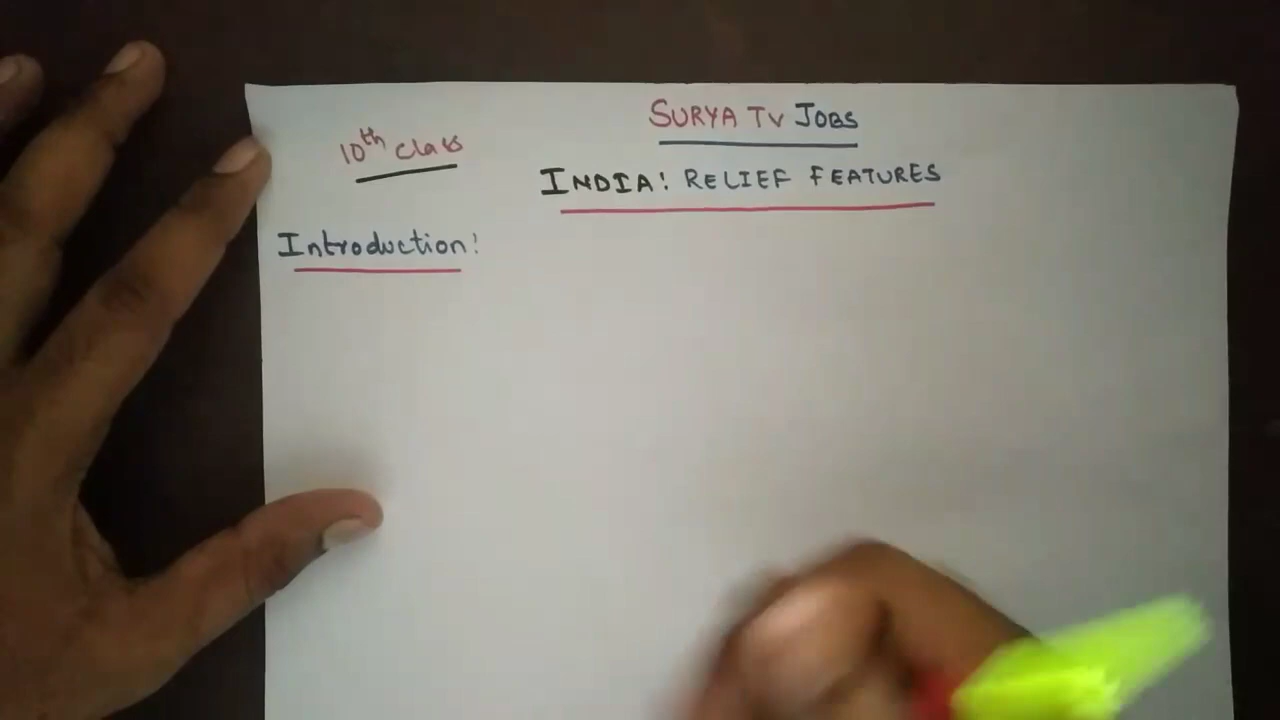 SURYA TV JOBS
10th class
INDIA: RELIEF FEATURES
Introduction: